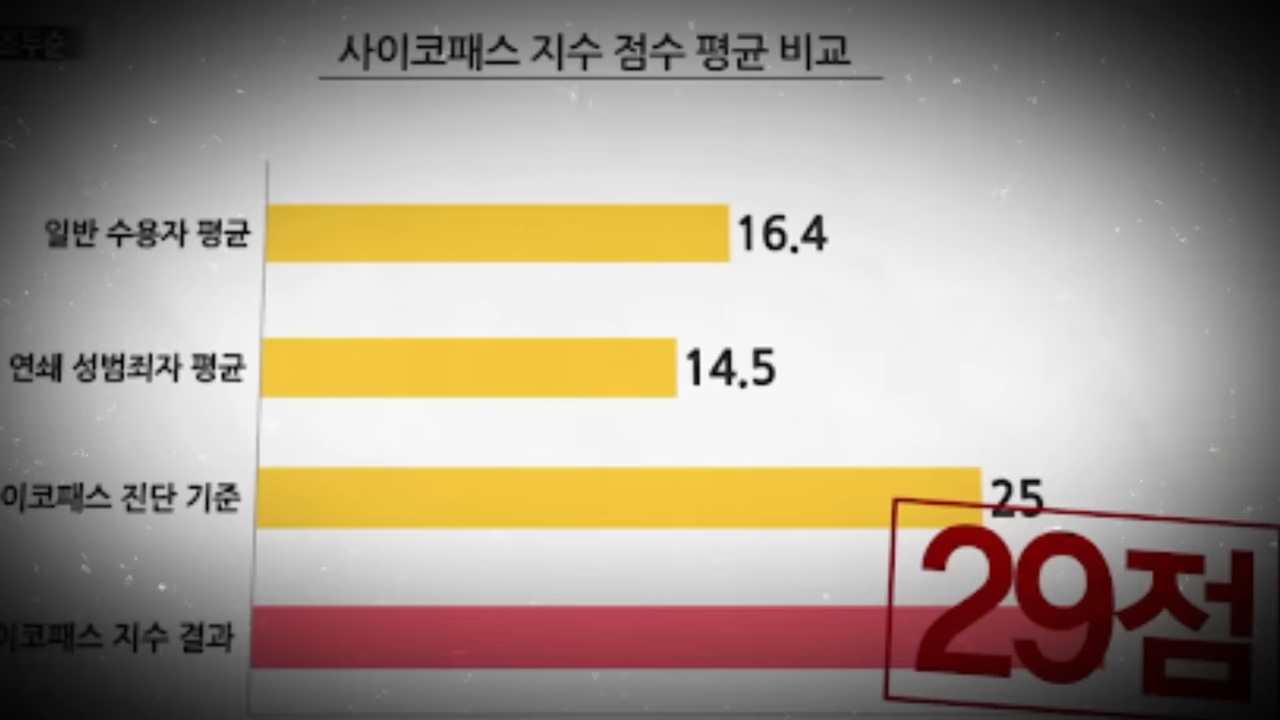 사이코패스 지수 점수 평균 비교
일반 수용자 평균 16.4
연쇄 성범죄자 평균 14.5
이코패스 진단 기준 25
이코패스 지수 결과 29점